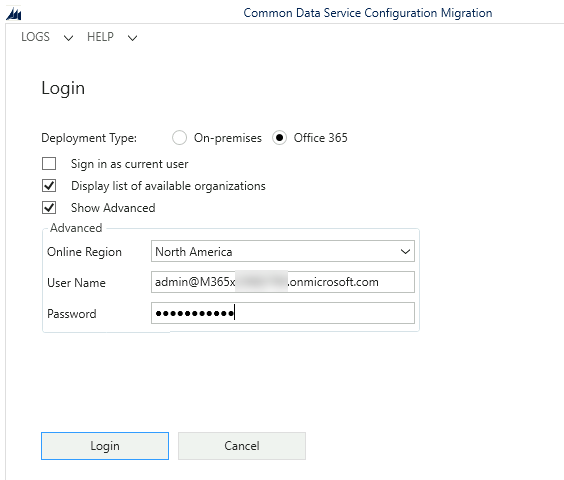 Common Data Service Configuration Migration
LOGS HELP
Login
Deployment Type: On-premises Office 365
Sign in as current user
Display list of available organizations
Show Advanced
Advanced
Online Region North America
User Name admin@M365x .onmicrosoft.com
Password ●●●●●●●●●●●
Login Cancel